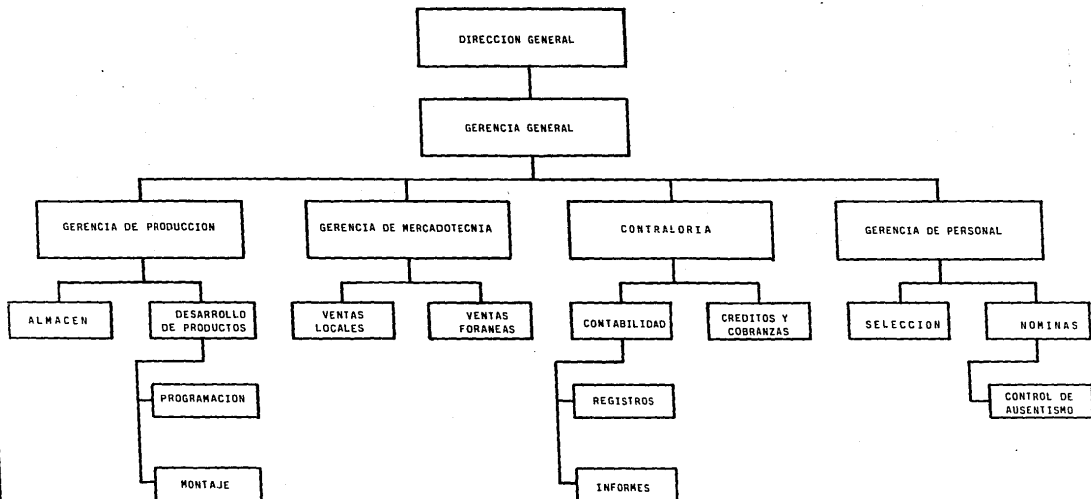 DIRECCION GENERAL
GERENCIA GENERAL
GERENCIA DE PRODUCCION
GERENCIA DE MERCADOTECNIA
CONTRALORIA
GERENCIA DE PERSONAL
ALMACEN
DESARROLLO
DE PRODUCTOS
VENTAS
LOCALES
VENTAS
FORANEAS
CONTABILIDAD
CREDITOS Y
COBRANZAS
SELECCION
NOMINAS
PROGRAMACION
REGISTROS
CONTROL DE
AUSENTISMO
MONTAJE
INFORMES